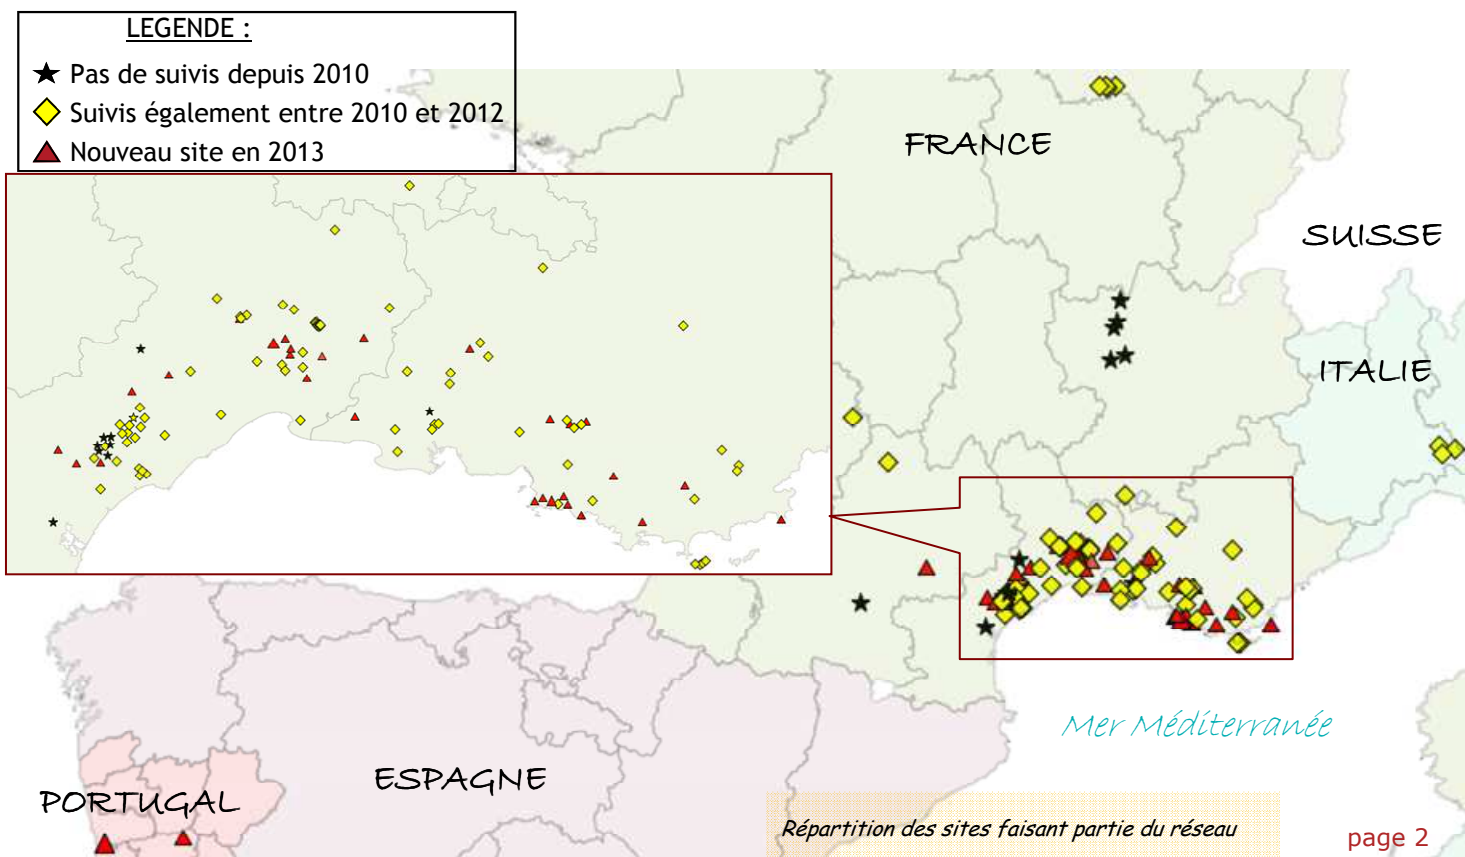 LEGENDE :
Pas de suivis depuis 2010
Suivis également entre 2010 et 2012
Nouveau site en 2013
FRANCE
SUISSE
ITALIE
Mer Méditerranée
ESPAGNE
PORTUGAL
Répartition des sites faisant partie du réseau
page 2